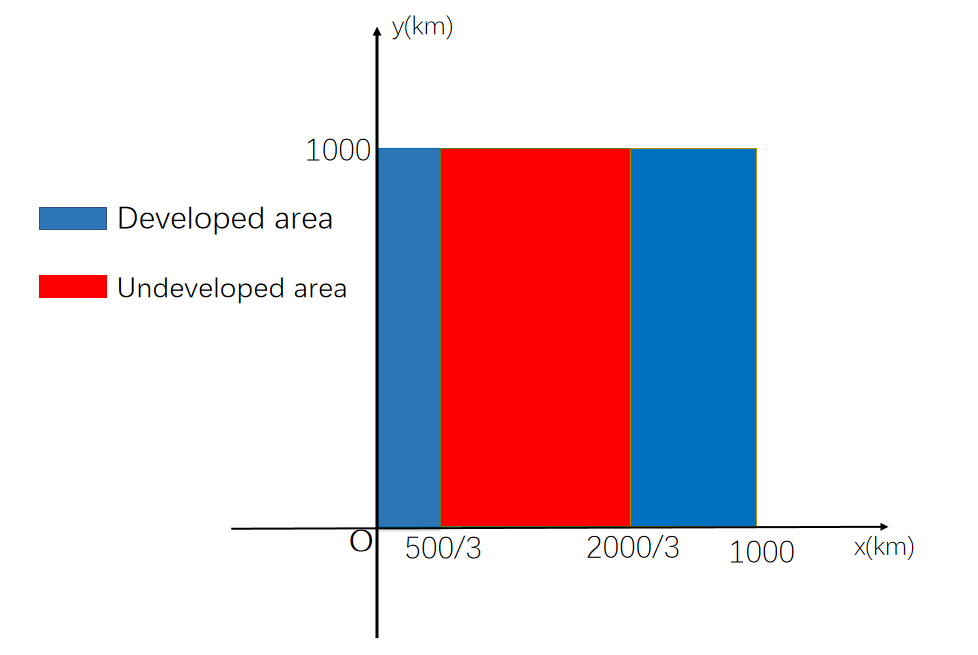 y(km)
1000
Developed area
Undeveloped area
O
500/3
2000/3
1000
x(km)